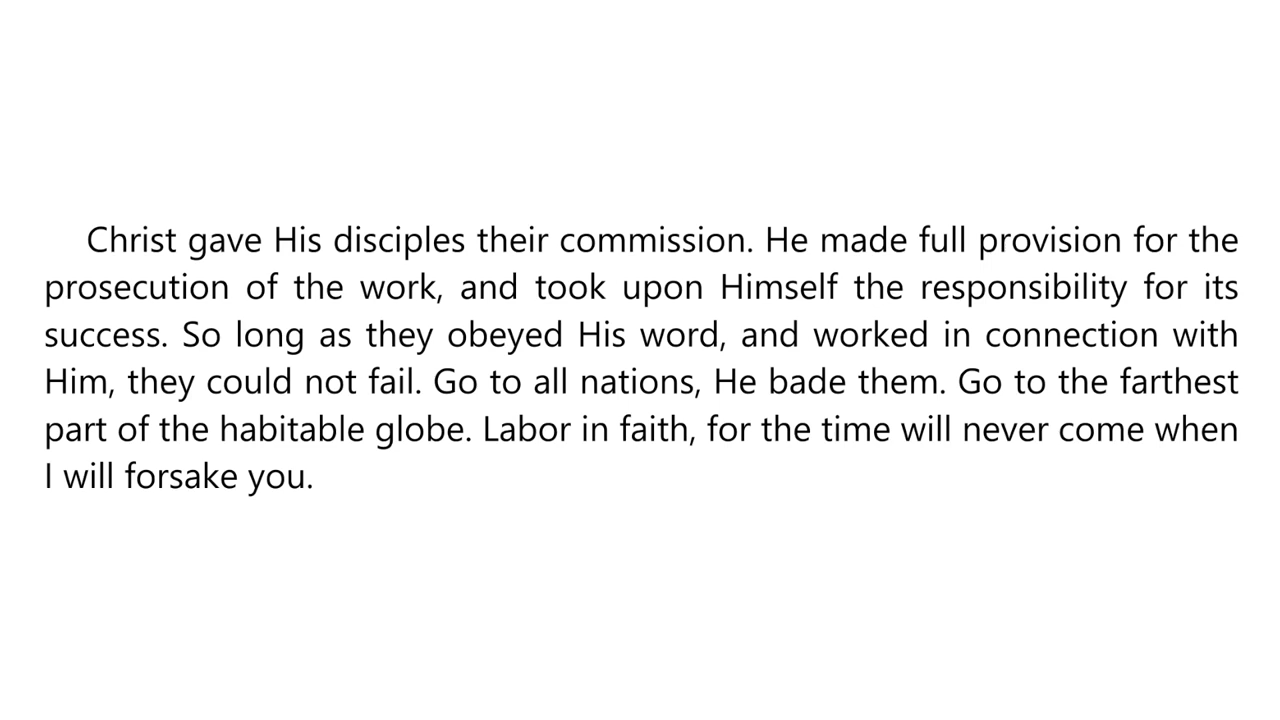 Christ gave His disciples their commission. He made full provision for the
prosecution of the work, and took upon Himself the responsibility for its
success. So long as they obeyed His word, and worked in connection with
Him, they could not fail. Go to all nations, He bade them. Go to the farthest
part of the habitable globe. Labor in faith, for the time will never come when
I will forsake you.